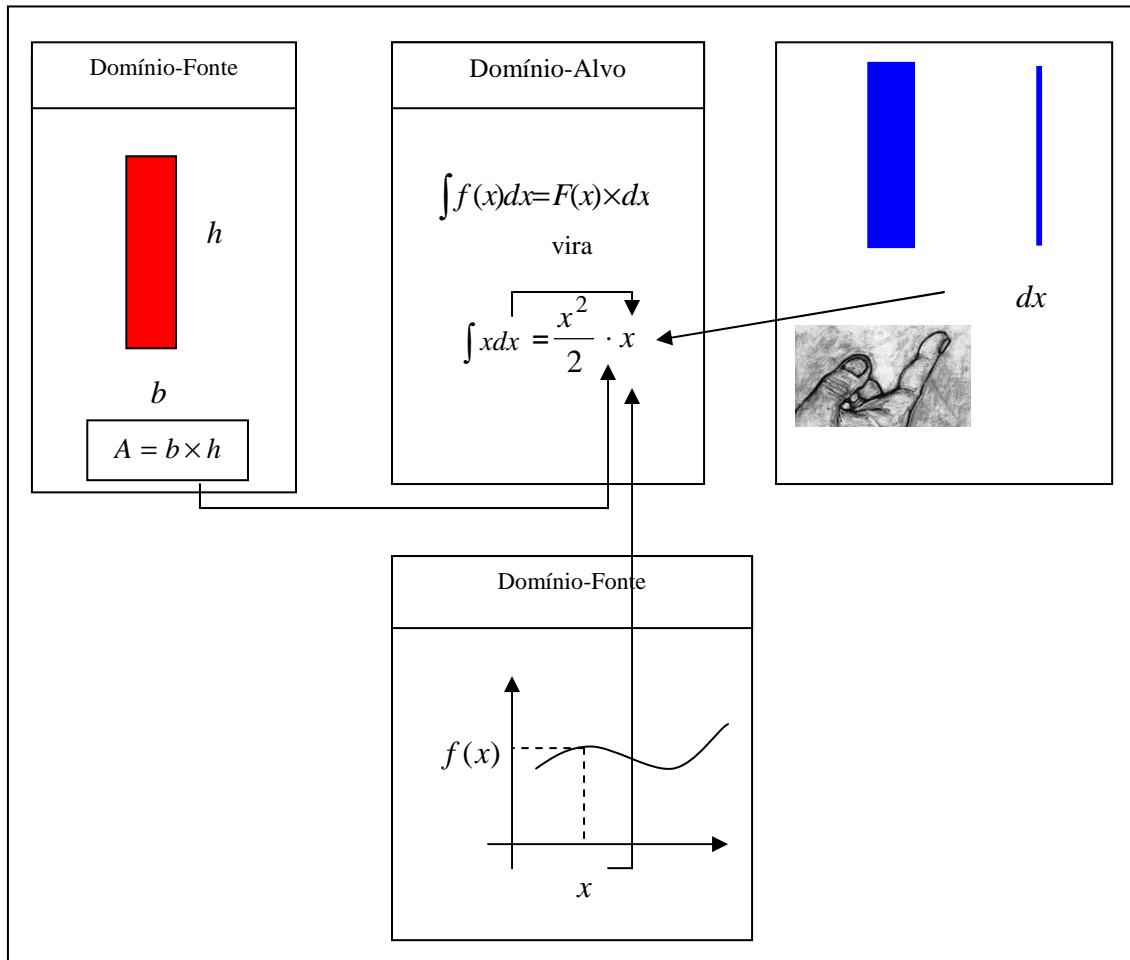 Domínio-Fonte
h
b
A = b × h
Domínio-Alvo
∫ f (x)dx=F(x)×dx
vira
∫ xdx = x²/2 · x
dx
Domínio-Fonte
f (x)
x